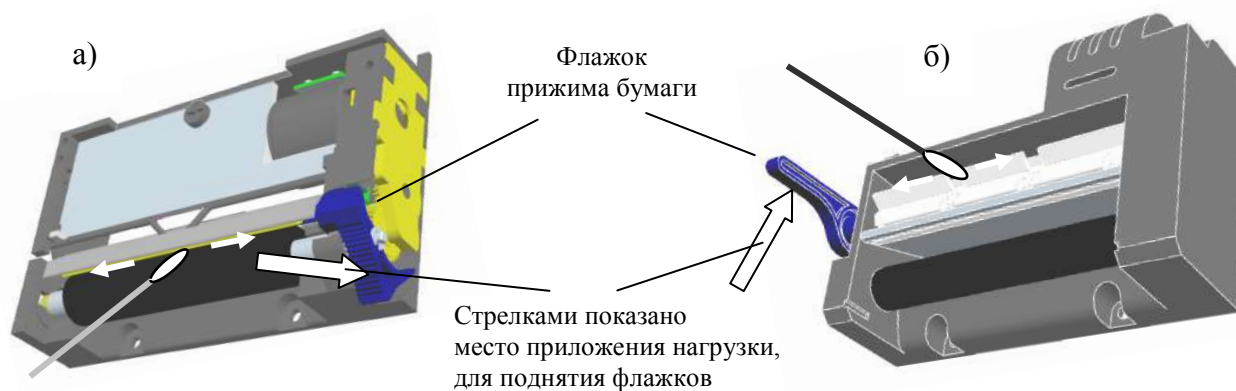 а)
Флажок
прижима бумаги
б)
Стрелками показано
место приложения нагрузки,
для поднятия флажков